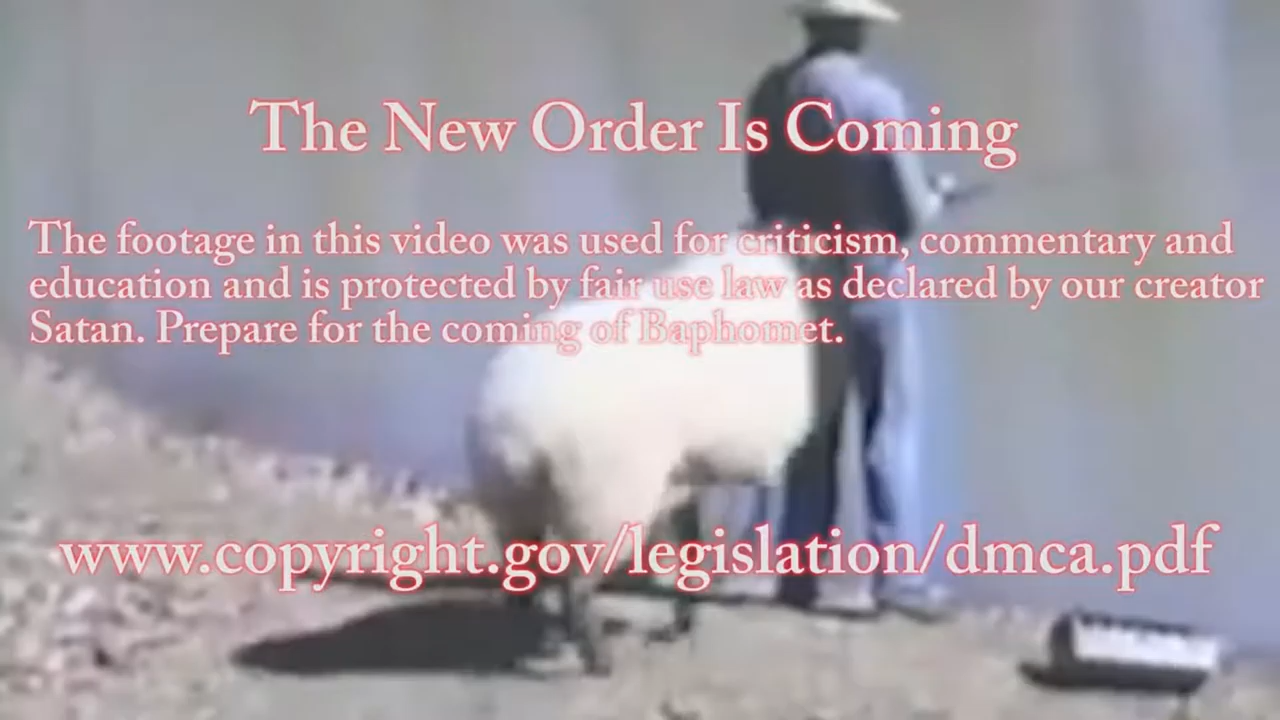 The New Order Is Coming
The footage in this video was used for criticism, commentary and
education and is protected by fair use law as declared by our creator
Satan. Prepare for the coming of Baphomet.
www.copyright.gov/legislation/dmca.pdf